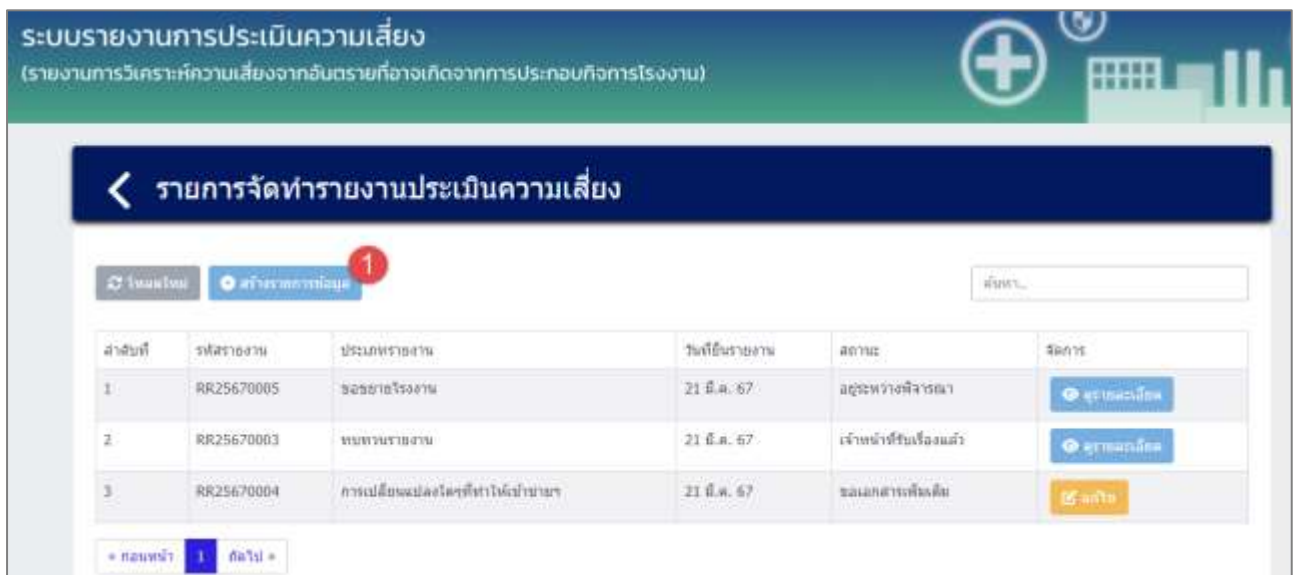 ระบบรายงานการประเมินความเสี่ยง
(รายงานการวิเคราะห์ความเสี่ยงจากอันตรายที่อาจเกิดจากการประกอบกิจการโรงงาน)
รายการจัดทำรายงานประเมินความเสี่ยง
โหลดใหม่ สร้างรายการข้อมูล 1 ค้นหา...
ลำดับที่ รหัสรายงาน ประเภทรายงาน วันที่ยื่นรายงาน สถานะ จัดการ
1 RR25670005 ขอขยายโรงงาน 21 มี.ค. 67 อยู่ระหว่างพิจารณา ดูรายละเอียด
2 RR25670003 ทบทวนรายงาน 21 มี.ค. 67 เจ้าหน้าที่รับเรื่องแล้ว ดูรายละเอียด
3 RR25670004 การเปลี่ยนแปลงใดๆที่ทำให้เข้าข่ายฯ 21 มี.ค. 67 ขอเอกสารเพิ่มเติม แก้ไข
« ก่อนหน้า 1 ถัดไป »